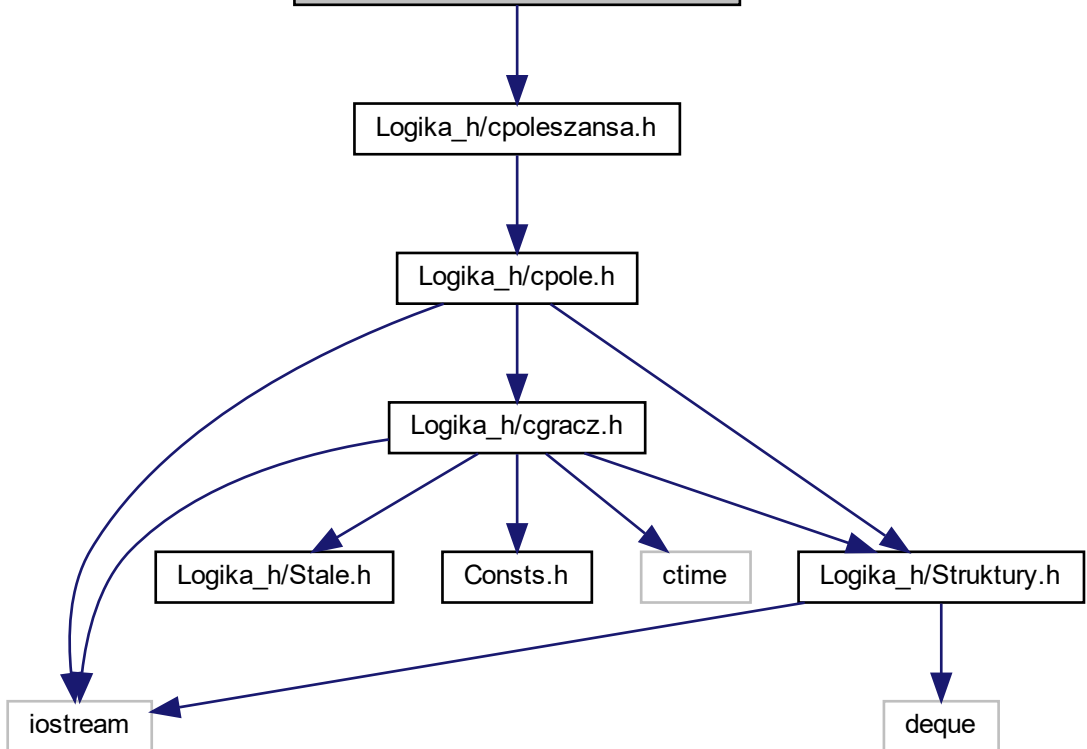 Logika_h/cpoleszansa.h
Logika_h/cpole.h
Logika_h/cgracz.h
Logika_h/Stale.h
Consts.h
ctime
Logika_h/Struktury.h
iostream
deque